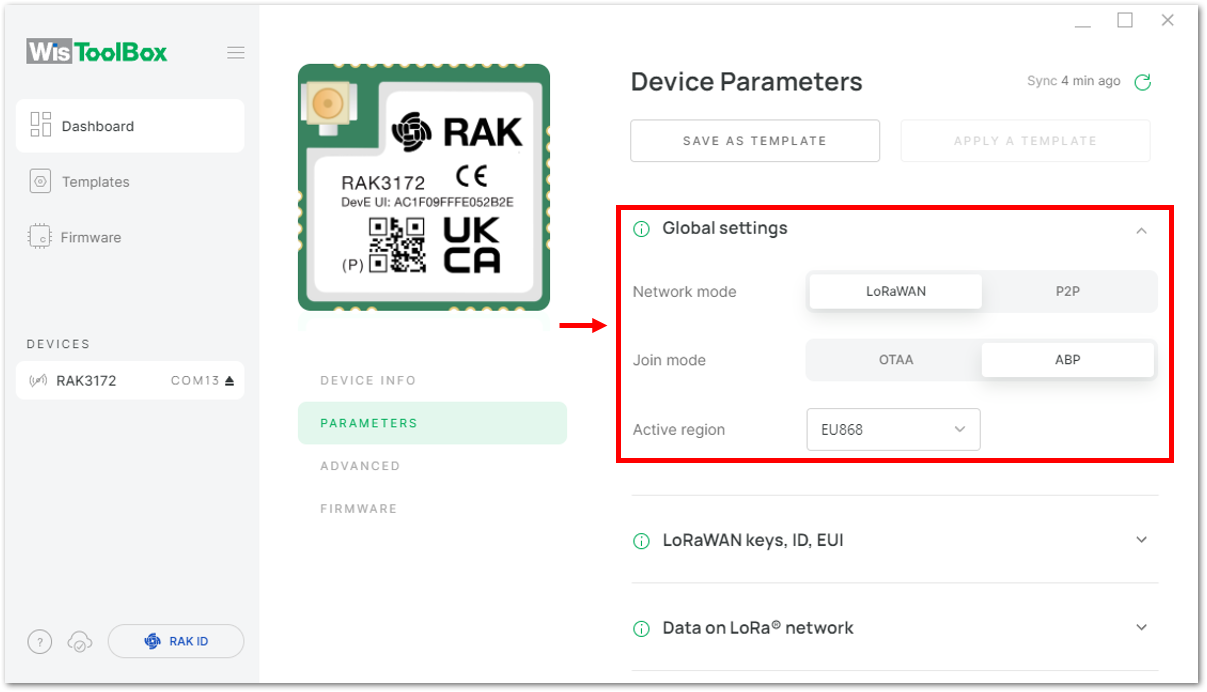 WisToolBox
Dashboard
Templates
Firmware
DEVICES
RAK3172 COM13
?
RAK ID
RAK
RAK3172 CE
DevE UI: AC1F09FFFE052B2E
UK
CA
(P)
DEVICE INFO
PARAMETERS
ADVANCED
FIRMWARE
Device Parameters
Sync 4 min ago
SAVE AS TEMPLATE
APPLY A TEMPLATE
Global settings
Network mode LoRaWAN P2P
Join mode OTAA ABP
Active region EU868
LoRaWAN keys, ID, EUI
Data on LoRa® network